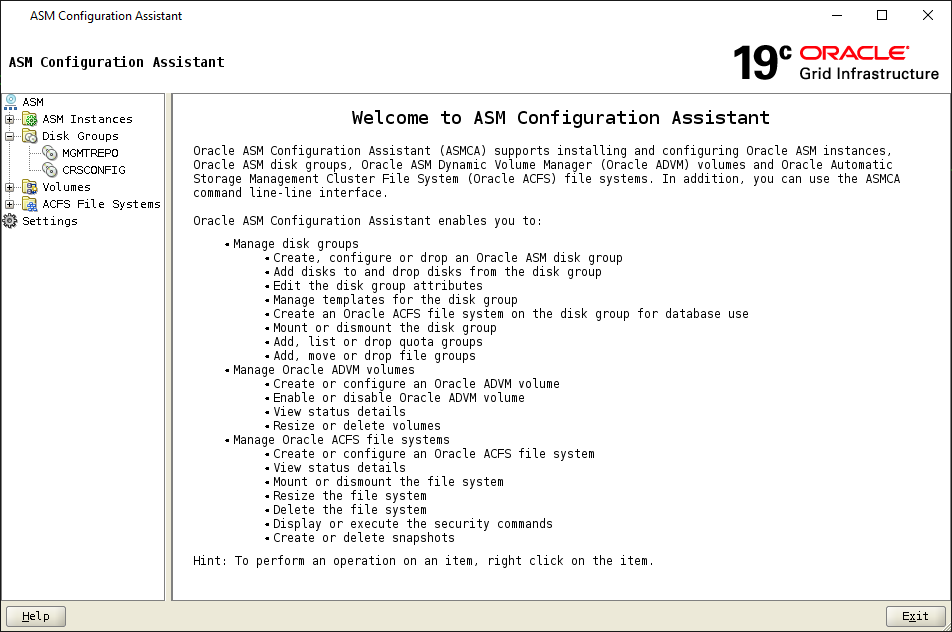 ASM Configuration Assistant
ASM Configuration Assistant
19c ORACLE®
Grid Infrastructure
ASM
ASM Instances
Disk Groups
MGMTREPO
CRSCONFIG
Volumes
ACFS File Systems
Settings
Welcome to ASM Configuration Assistant
Oracle ASM Configuration Assistant (ASMCA) supports installing and configuring Oracle ASM instances,
Oracle ASM disk groups, Oracle ASM Dynamic Volume Manager (Oracle ADVM) volumes and Oracle Automatic
Storage Management Cluster File System (Oracle ACFS) file systems. In addition, you can use the ASMCA
command line-line interface.
Oracle ASM Configuration Assistant enables you to:
• Manage disk groups
• Create, configure or drop an Oracle ASM disk group
• Add disks to and drop disks from the disk group
• Edit the disk group attributes
• Manage templates for the disk group
• Create an Oracle ACFS file system on the disk group for database use
• Mount or dismount the disk group
• Add, list or drop quota groups
• Add, move or drop file groups
• Manage Oracle ADVM volumes
• Create or configure an Oracle ADVM volume
• Enable or disable Oracle ADVM volume
• View status details
• Resize or delete volumes
• Manage Oracle ACFS file systems
• Create or configure an Oracle ACFS file system
• View status details
• Mount or dismount the file system
• Resize the file system
• Delete the file system
• Display or execute the security commands
• Create or delete snapshots
Hint: To perform an operation on an item, right click on the item.
Help
Exit